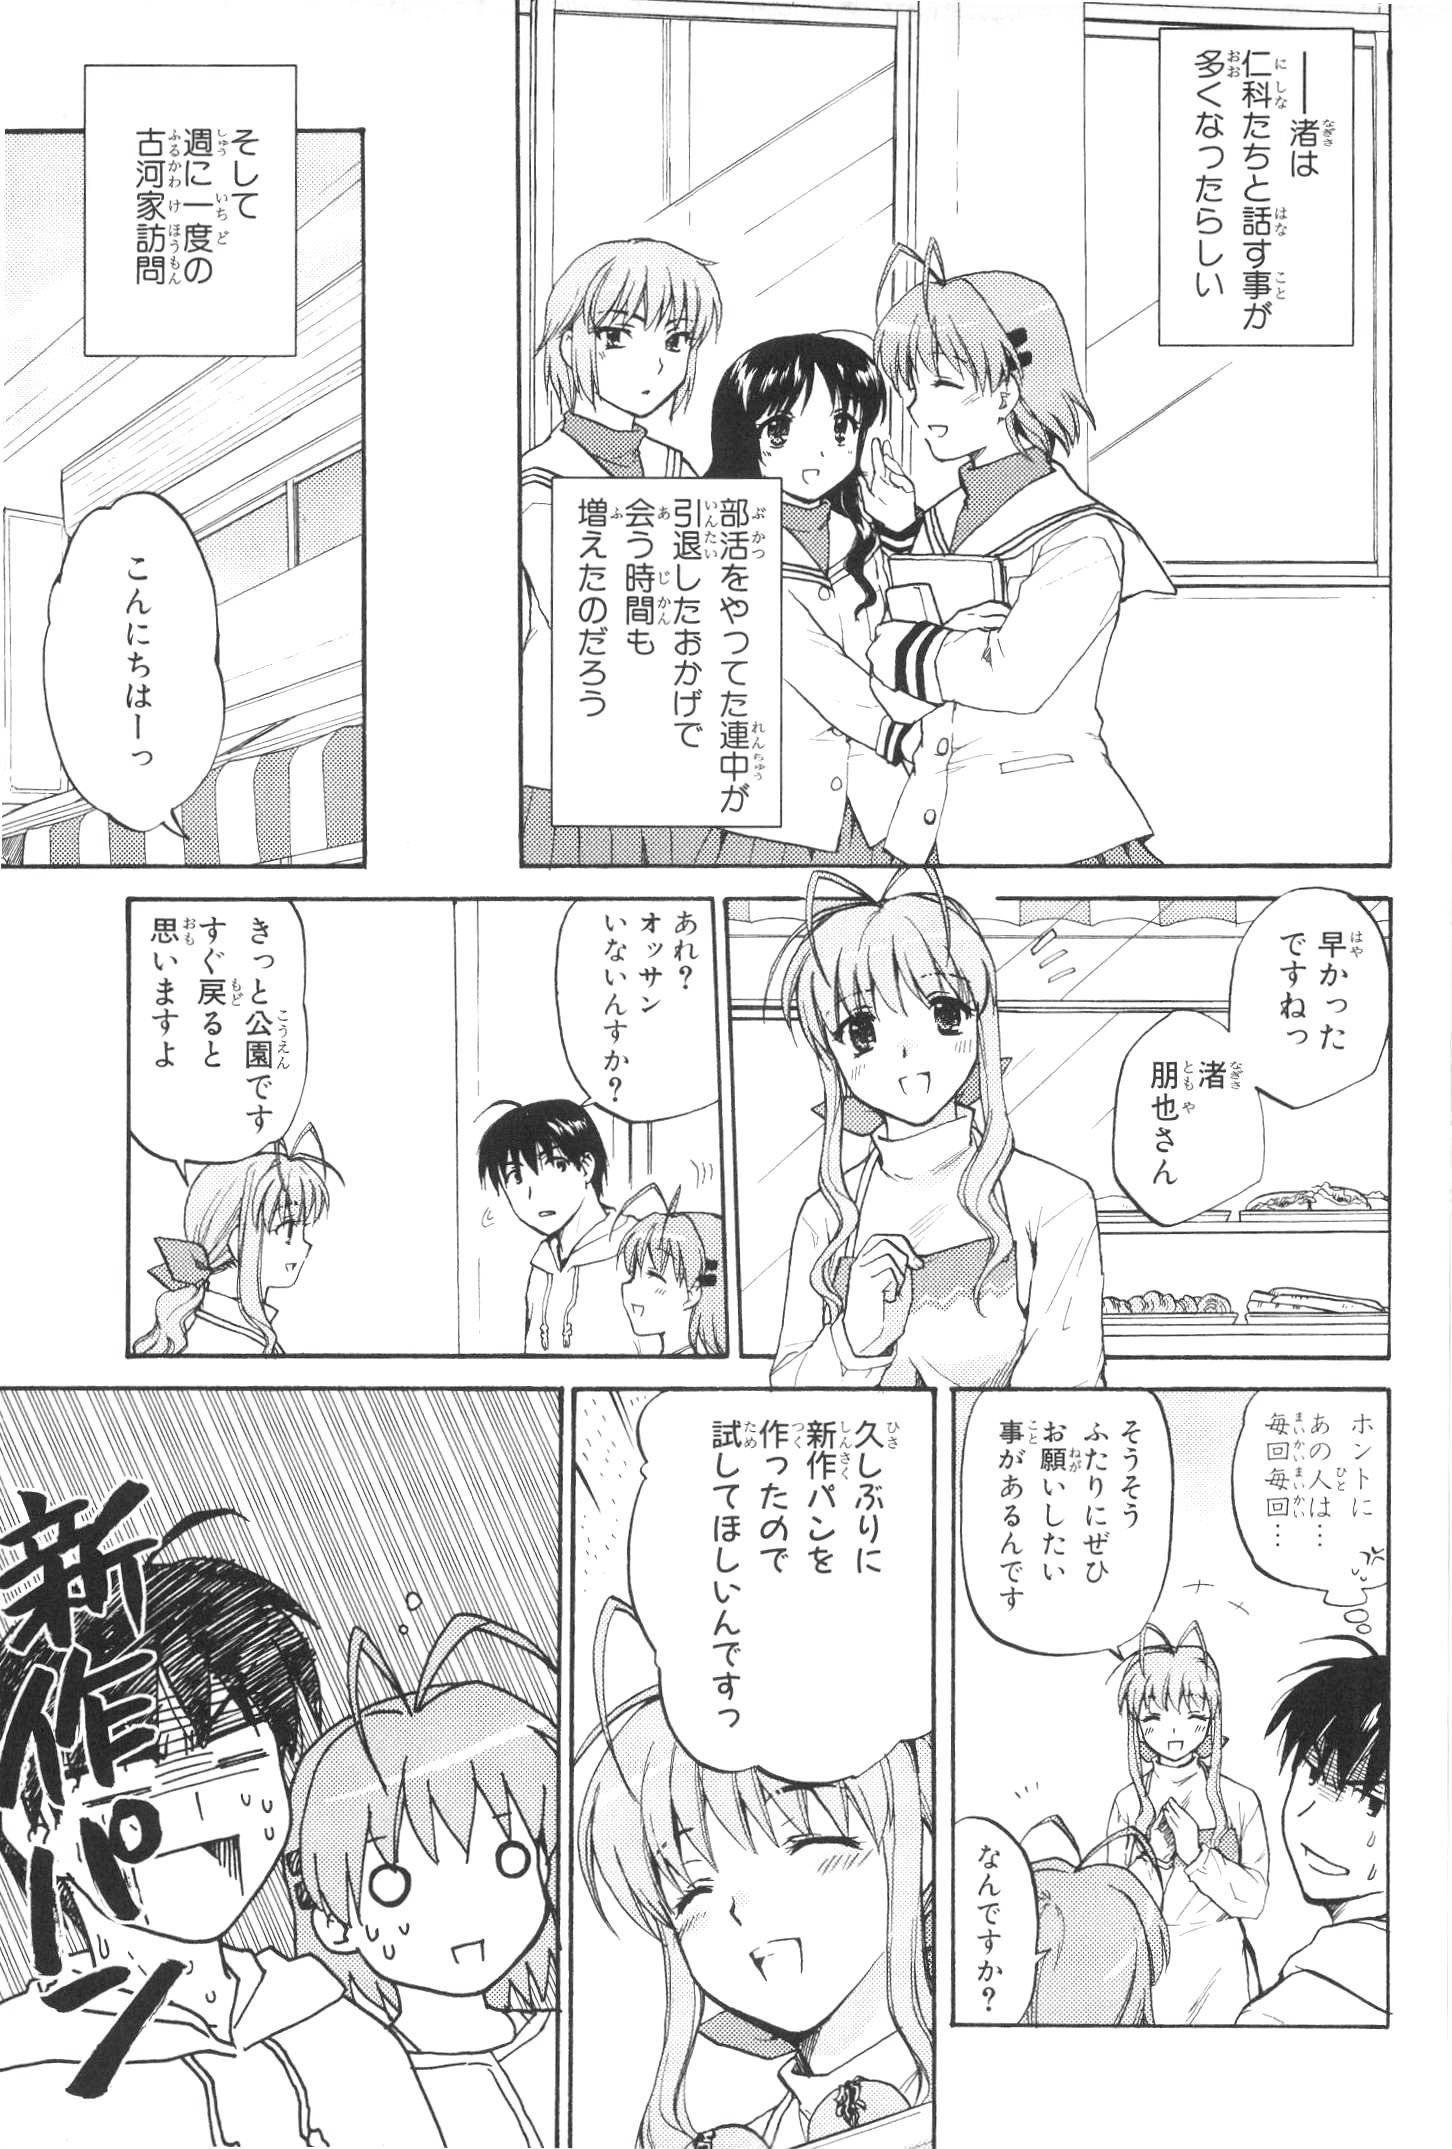 ──渚は
仁科たちと話す事が
多くなったらしい
部活をやってた連中が
引退したおかげで
会う時間も
増えたのだろう
そして
週に一度の
古河家訪問
こんにちはーっ
早かった
ですねっ
渚
朋也さん
あれ？
オッサン
いないんすか？
きっと公園です
すぐ戻ると
思いますよ
ホントに
あの人は…
毎回毎回…
そうそう
ふたりにぜひ
お願いしたい
事があるんです
なんですか？
久しぶりに
新作パンを
作ったので
試してほしいんですっ
新作パーン